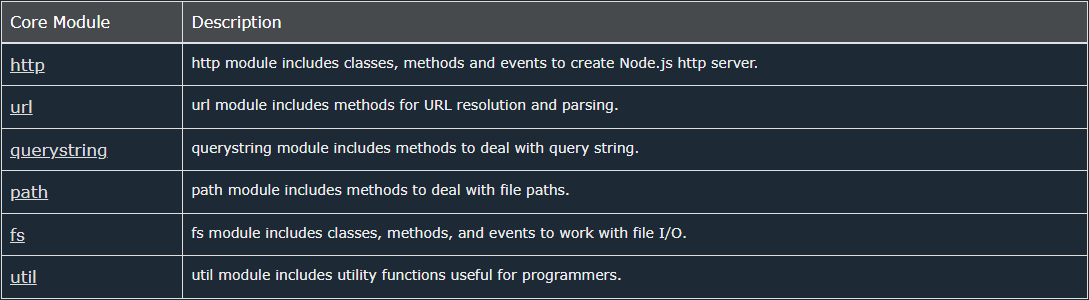 Core Module Description
http http module includes classes, methods and events to create Node.js http server.
url url module includes methods for URL resolution and parsing.
querystring querystring module includes methods to deal with query string.
path path module includes methods to deal with file paths.
fs fs module includes classes, methods, and events to work with file I/O.
util util module includes utility functions useful for programmers.